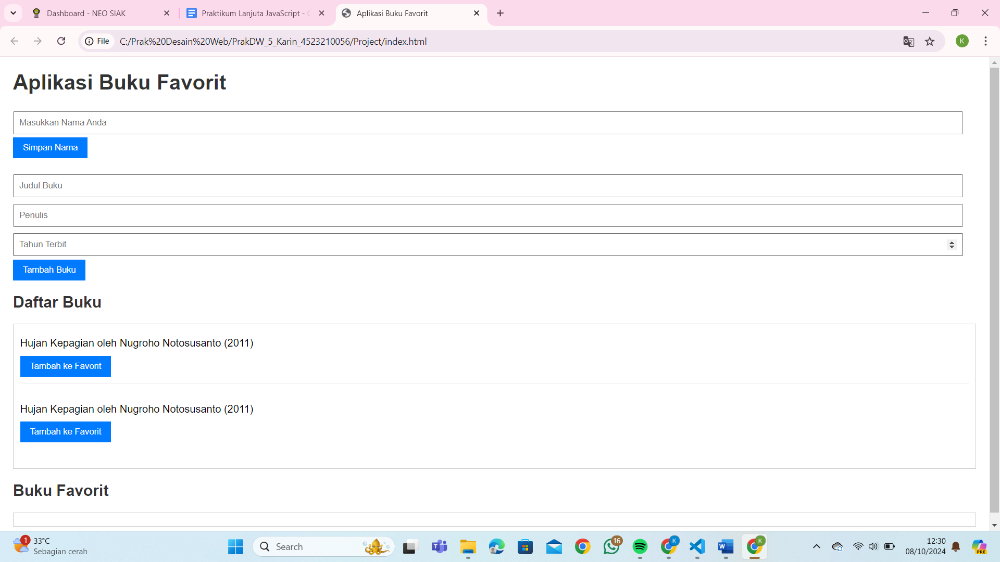 Dashboard - NEO SIAK
Praktikum Lanjuta JavaScript -
Aplikasi Buku Favorit
File
C:/Prak%20Desain%20Web/PrakDW_5_Karin_4523210056/Project/index.html
K
Aplikasi Buku Favorit
Masukkan Nama Anda
Simpan Nama
Judul Buku
Penulis
Tahun Terbit
Tambah Buku
Daftar Buku
Hujan Kepagian oleh Nugroho Notosusanto (2011)
Tambah ke Favorit
Hujan Kepagian oleh Nugroho Notosusanto (2011)
Tambah ke Favorit
Buku Favorit
1
33°C
Sebagian cerah
Search
16
K
K
12:30
08/10/2024
PRE